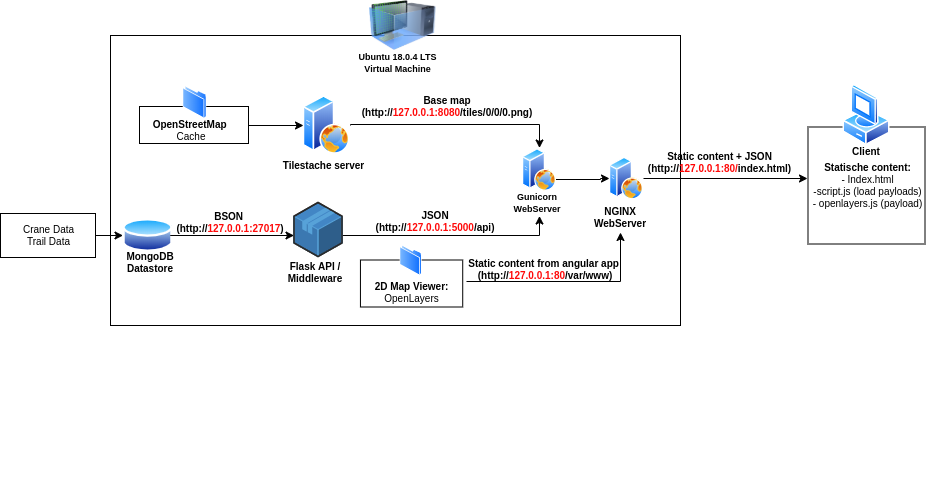 Ubuntu 18.0.4 LTS
Virtual Machine
OpenStreetMap
Cache
Tilestache server
Base map
(http://127.0.0.1:8080/tiles/0/0/0.png)
Gunicorn
WebServer
NGINX
WebServer
Static content + JSON
(http://127.0.0.1:80/index.html)
Client
Statische content:
- Index.html
-script.js (load payloads)
- openlayers.js (payload)
Crane Data
Trail Data
MongoDB
Datastore
BSON
(http://127.0.0.1:27017)
Flask API /
Middleware
JSON
(http://127.0.0.1:5000/api)
2D Map Viewer:
OpenLayers
Static content from angular app
(http://127.0.0.1:80/var/www)